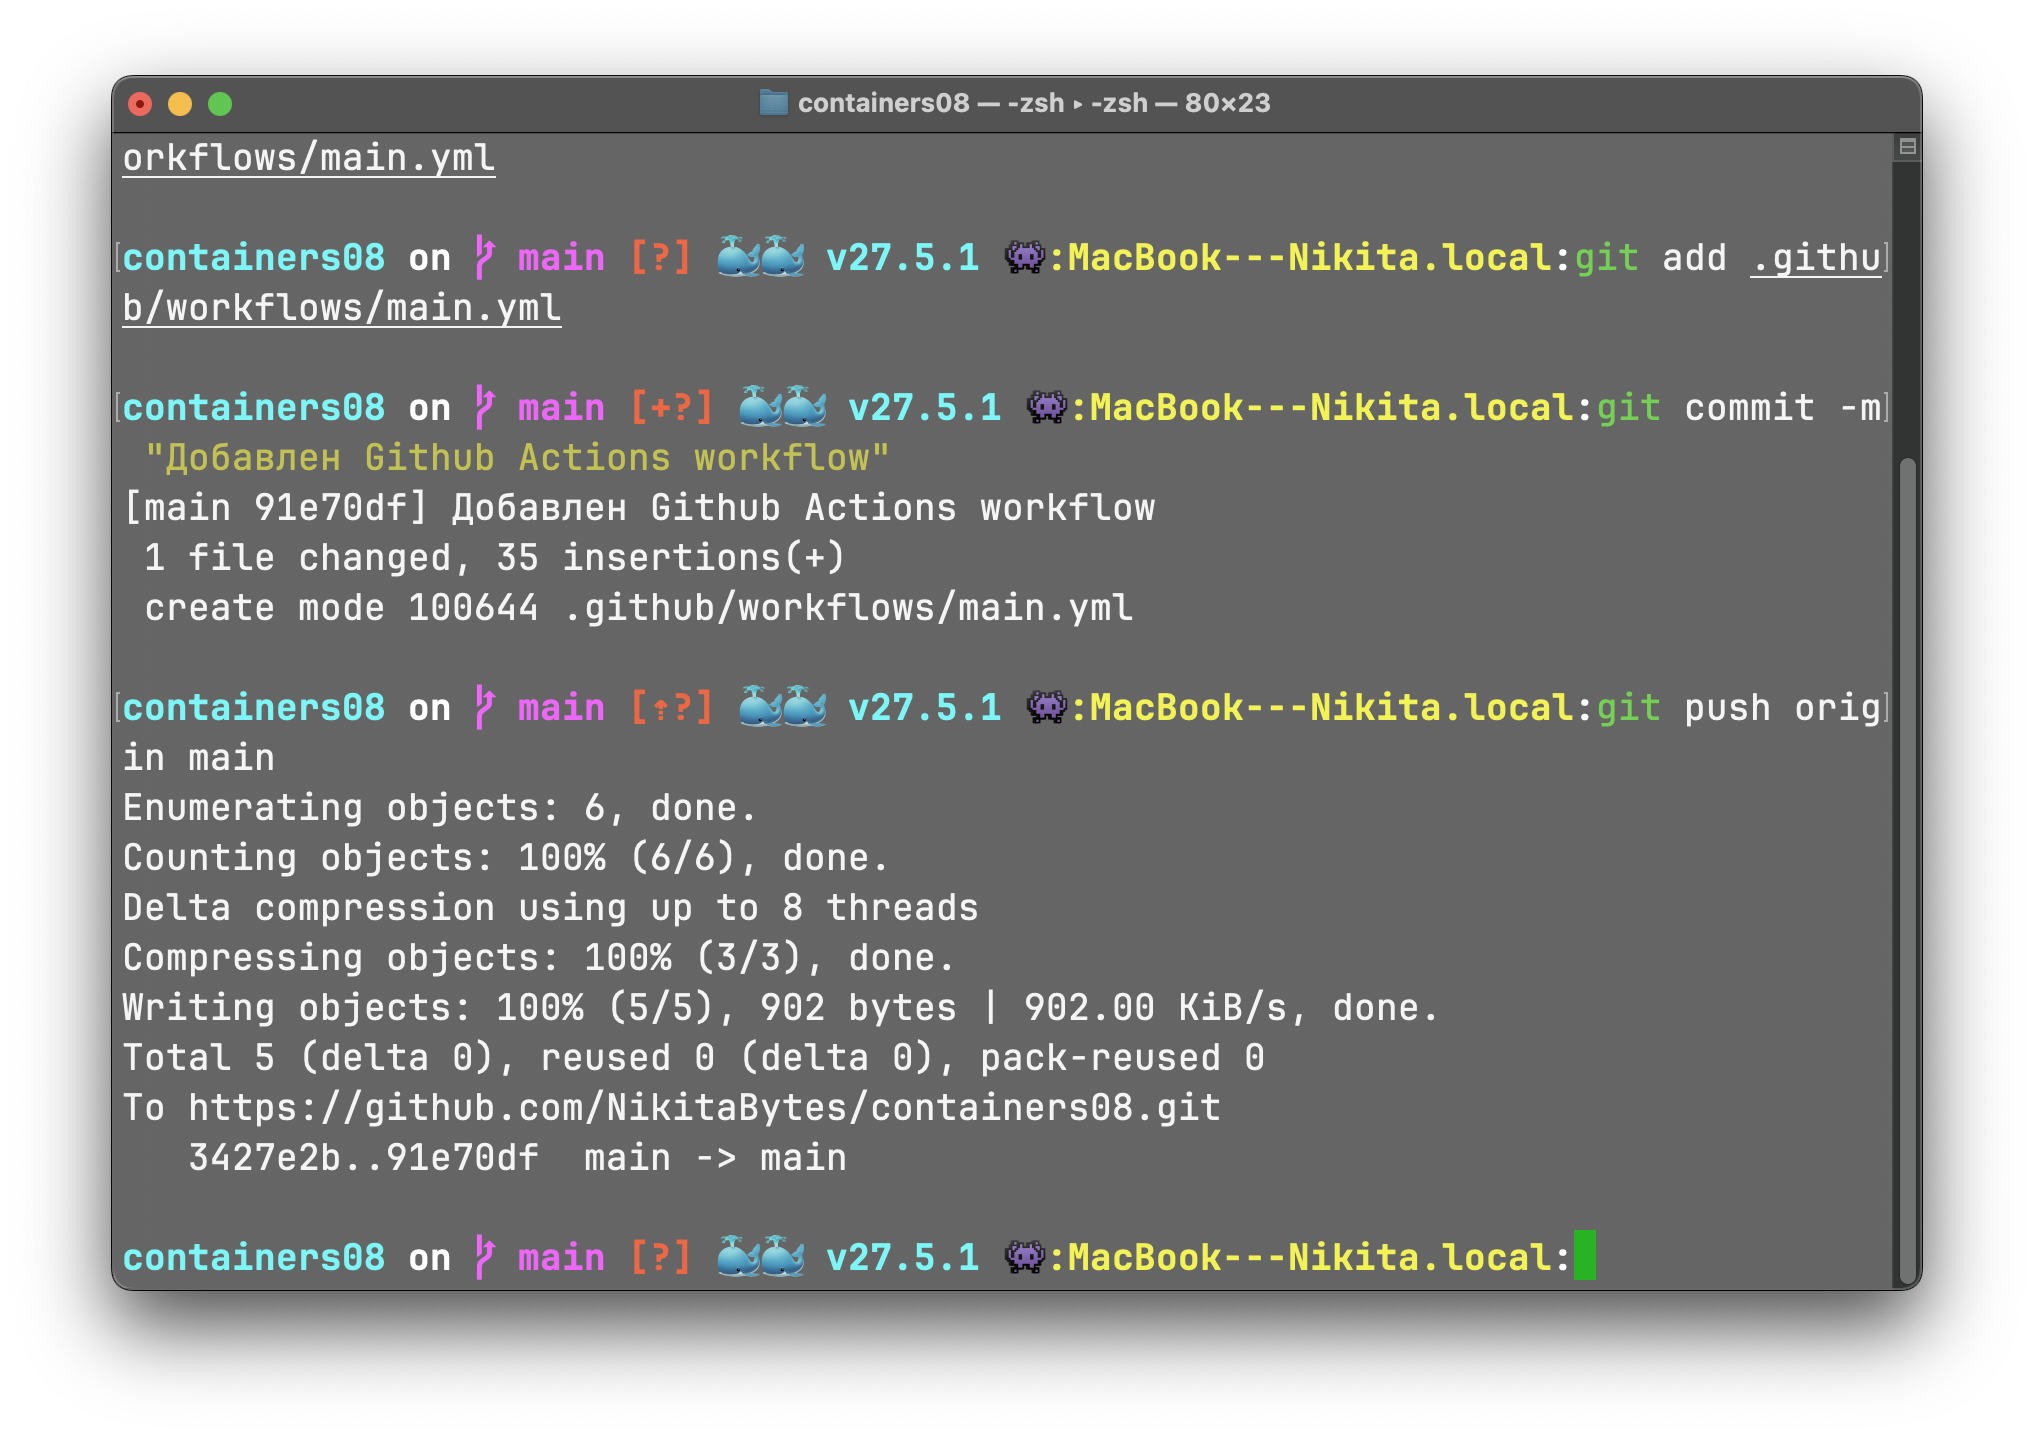 containers08 — -zsh ▸ -zsh — 80×23
orkflows/main.yml
containers08 on main [?] 🐳🐳 v27.5.1 👾:MacBook---Nikita.local:git add .githu
b/workflows/main.yml
containers08 on main [+?] 🐳🐳 v27.5.1 👾:MacBook---Nikita.local:git commit -m
"Добавлен Github Actions workflow"
[main 91e70df] Добавлен Github Actions workflow
1 file changed, 35 insertions(+)
create mode 100644 .github/workflows/main.yml
containers08 on main [⇡?] 🐳🐳 v27.5.1 👾:MacBook---Nikita.local:git push orig
in main
Enumerating objects: 6, done.
Counting objects: 100% (6/6), done.
Delta compression using up to 8 threads
Compressing objects: 100% (3/3), done.
Writing objects: 100% (5/5), 902 bytes | 902.00 KiB/s, done.
Total 5 (delta 0), reused 0 (delta 0), pack-reused 0
To https://github.com/NikitaBytes/containers08.git
3427e2b..91e70df  main -> main
containers08 on main [?] 🐳🐳 v27.5.1 👾:MacBook---Nikita.local: